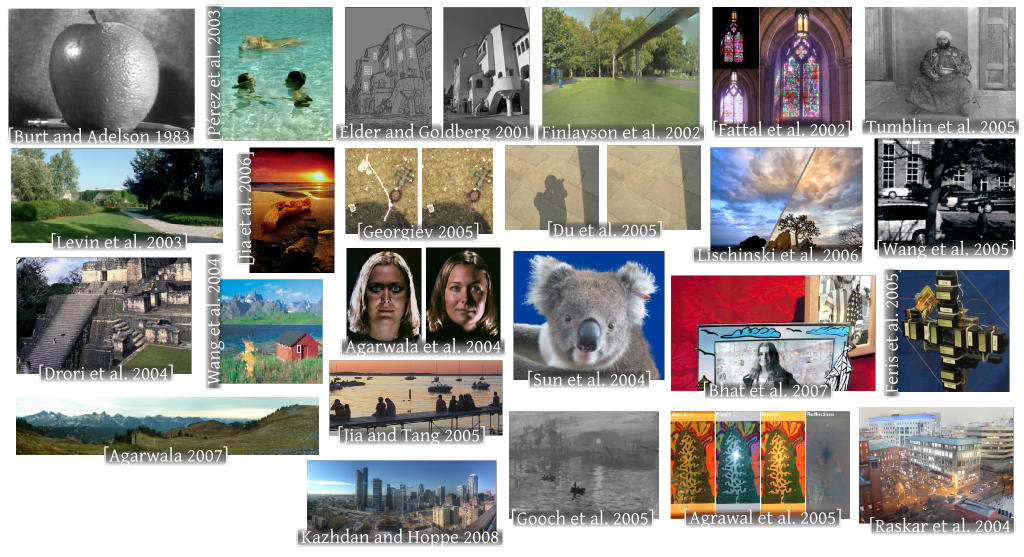 [Burt and Adelson 1983]
Pérez et al. 2003
Elder and Goldberg 2001
Finlayson et al. 2002
[Fattal et al. 2002]
Tumblin et al. 2005
[Levin et al. 2003]
[Jia et al. 2006]
[Georgiev 2005]
[Du et al. 2005]
Lischinski et al. 2006
[Wang et al. 2005]
[Drori et al. 2004]
Wang et al. 2004
Agarwala et al. 2004
[Sun et al. 2004]
[Bhat et al. 2007]
Feris et al. 2005
[Agarwala 2007]
[Jia and Tang 2005]
Kazhdan and Hoppe 2008
[Gooch et al. 2005]
Ambient
Reflection
[Agrawal et al. 2005]
[Raskar et al. 2004]